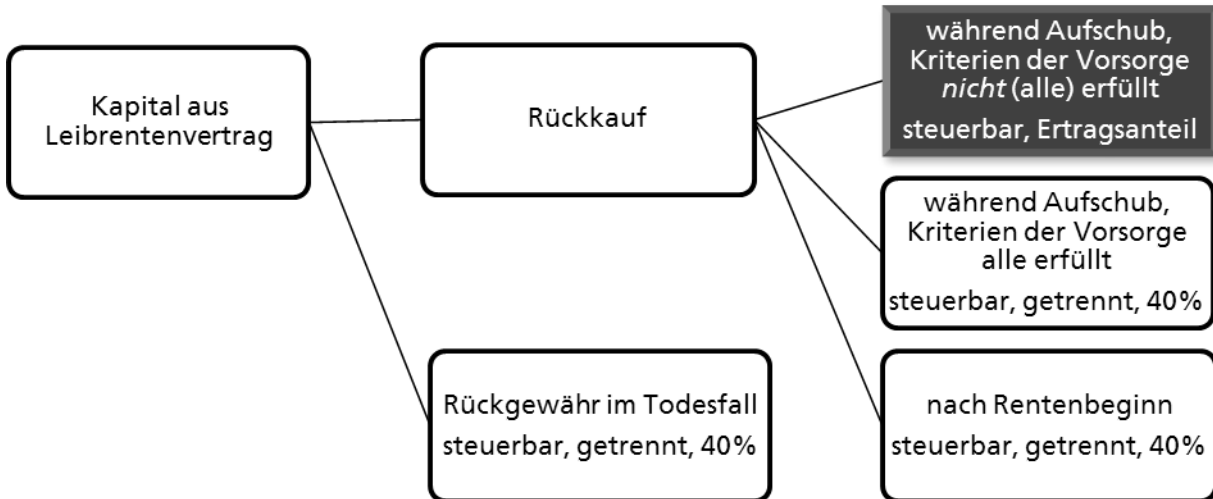 Kapital aus
Leibrentenvertrag
Rückkauf
während Aufschub,
Kriterien der Vorsorge
nicht (alle) erfüllt
steuerbar, Ertragsanteil
während Aufschub,
Kriterien der Vorsorge
alle erfüllt
steuerbar, getrennt, 40%
Rückgewähr im Todesfall
steuerbar, getrennt, 40%
nach Rentenbeginn
steuerbar, getrennt, 40%